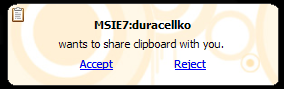 MSIE7:duracellko
wants to share clipboard with you.
Accept Reject